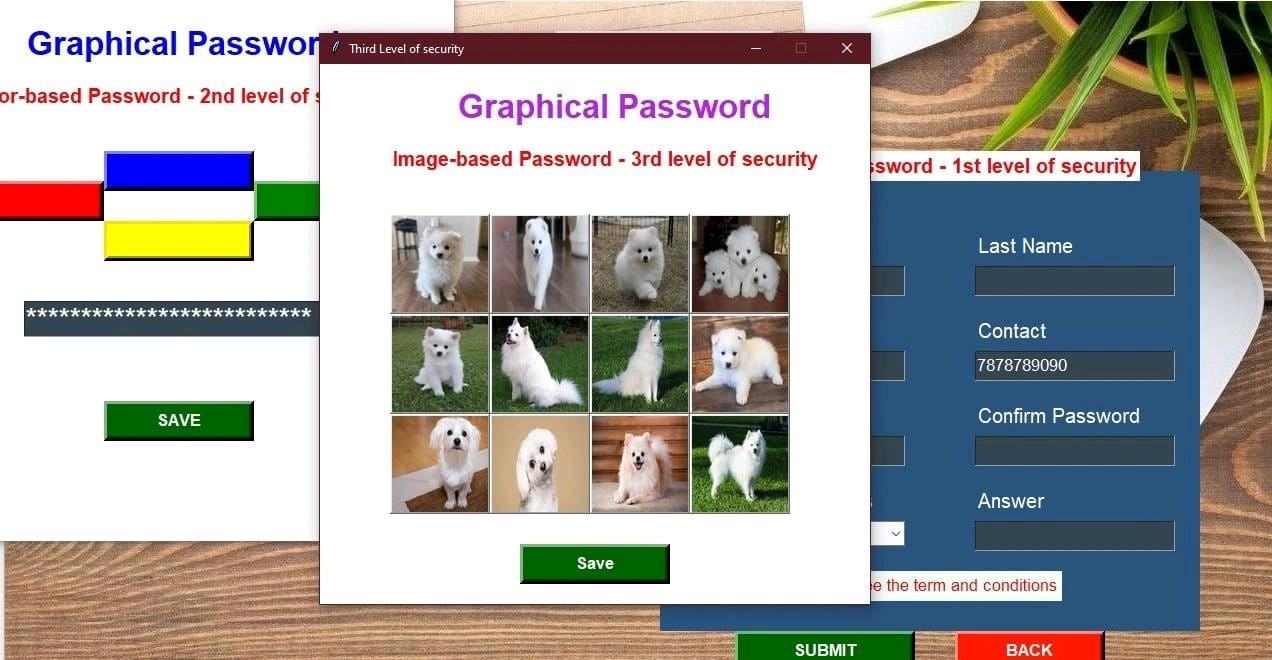 Graphical Passwor
or-based Password - 2nd level of s
**************************
SAVE
Third Level of security
Graphical Password
Image-based Password - 3rd level of security
Save
ssword - 1st level of security
Last Name
Contact
7878789090
Confirm Password
Answer
ee the term and conditions
SUBMIT
BACK